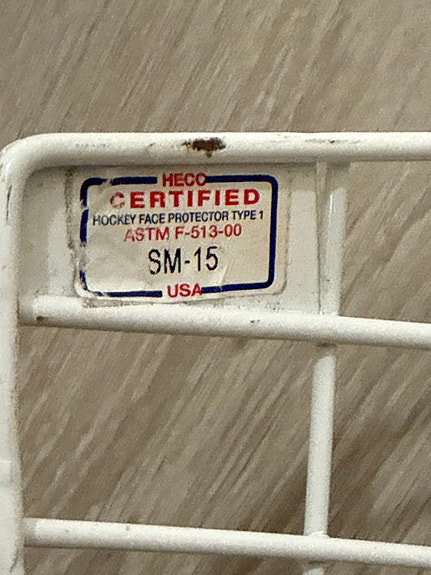 HECC
CERTIFIED
HOCKEY FACE PROTECTOR TYPE 1
ASTM F-513-00
SM-15
USA